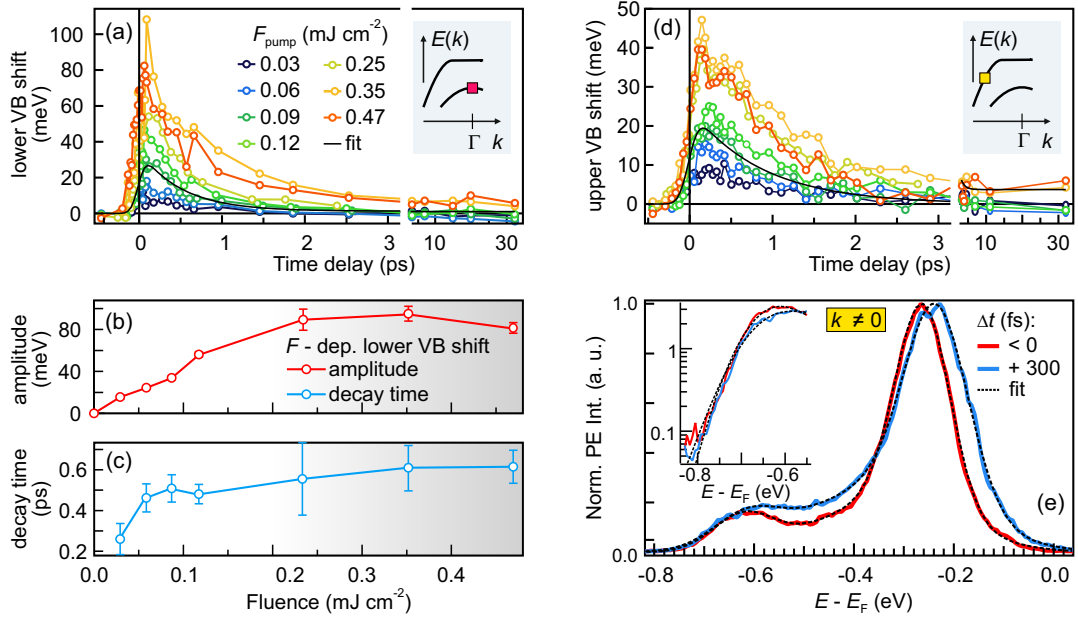 (a)
F_pump (mJ cm⁻²)
0.03
0.25
0.06
0.35
0.09
0.47
0.12
fit
E(k)
Γ
k
lower VB shift
(meV)
100
80
60
40
20
0
0
1
2
3
10
30
Time delay (ps)
(d)
E(k)
Γ
k
upper VB shift (meV)
50
40
30
20
10
0
0
1
2
3
10
20
30
Time delay (ps)
(b)
amplitude
(meV)
80
40
0
F - dep. lower VB shift
amplitude
decay time
(c)
decay time
(ps)
0.6
0.4
0.2
0.0
0.1
0.2
0.3
0.4
Fluence (mJ cm⁻²)
(e)
k ≠ 0
Δt (fs):
< 0
+ 300
fit
Norm. PE Int. (a. u.)
1.0
0.0
1
0.1
-0.8
-0.6
E - E_F (eV)
-0.8
-0.6
-0.4
-0.2
0.0
E - E_F (eV)